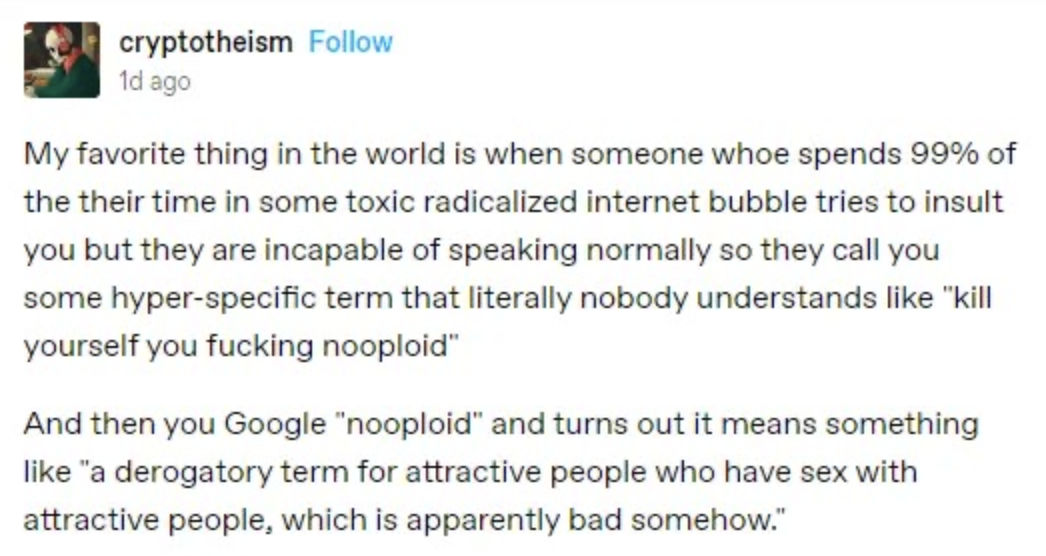 cryptotheism Follow
1d ago
My favorite thing in the world is when someone whoe spends 99% of
the their time in some toxic radicalized internet bubble tries to insult
you but they are incapable of speaking normally so they call you
some hyper-specific term that literally nobody understands like "kill
yourself you fucking nooploid"
And then you Google "nooploid" and turns out it means something
like "a derogatory term for attractive people who have sex with
attractive people, which is apparently bad somehow."